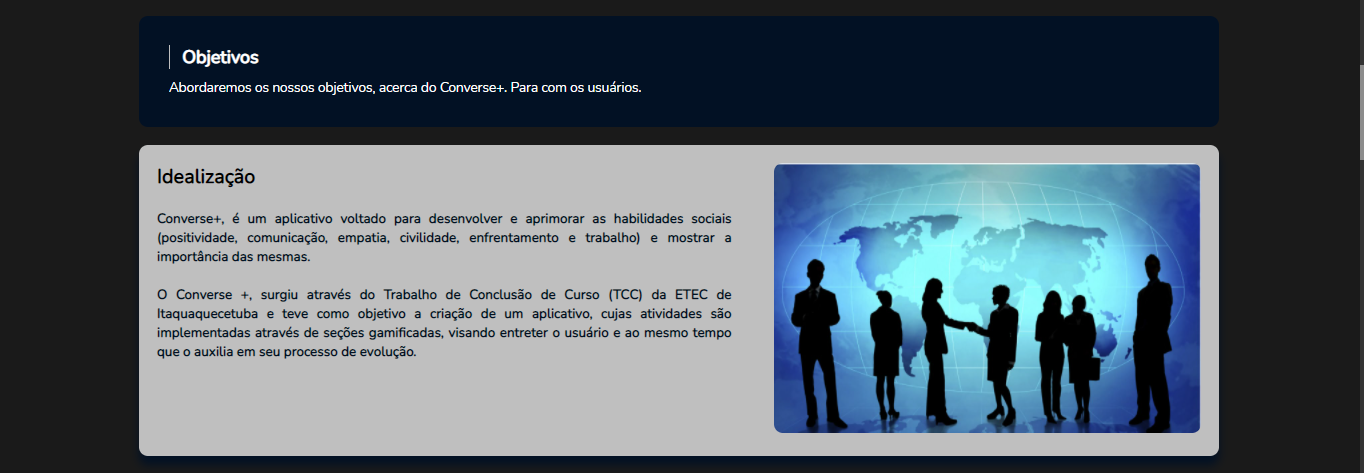 Objetivos
Abordaremos os nossos objetivos, acerca do Converse+. Para com os usuários.
Idealização
Converse+, é um aplicativo voltado para desenvolver e aprimorar as habilidades sociais
(positividade, comunicação, empatia, civilidade, enfrentamento e trabalho) e mostrar a
importância das mesmas.
O Converse +, surgiu através do Trabalho de Conclusão de Curso (TCC) da ETEC de
Itaquaquecetuba e teve como objetivo a criação de um aplicativo, cujas atividades são
implementadas através de seções gamificadas, visando entreter o usuário e ao mesmo tempo
que o auxilia em seu processo de evolução.